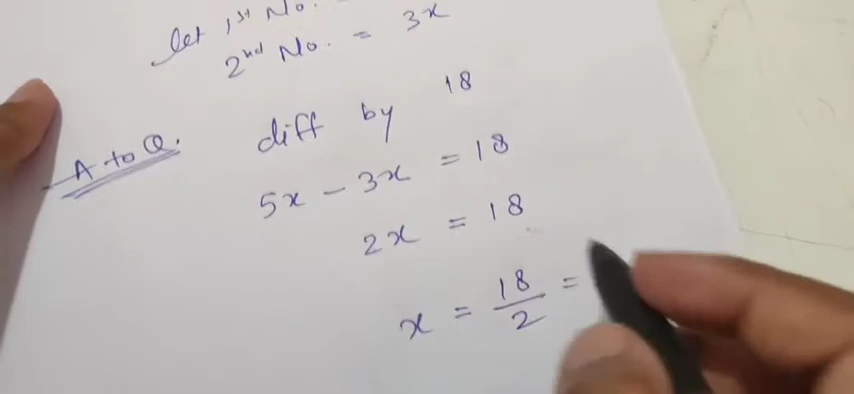 let 1st No.
2nd No. = 3x
diff by 18
A to Q.
5x - 3x = 18
2x = 18
x = 18/2 =